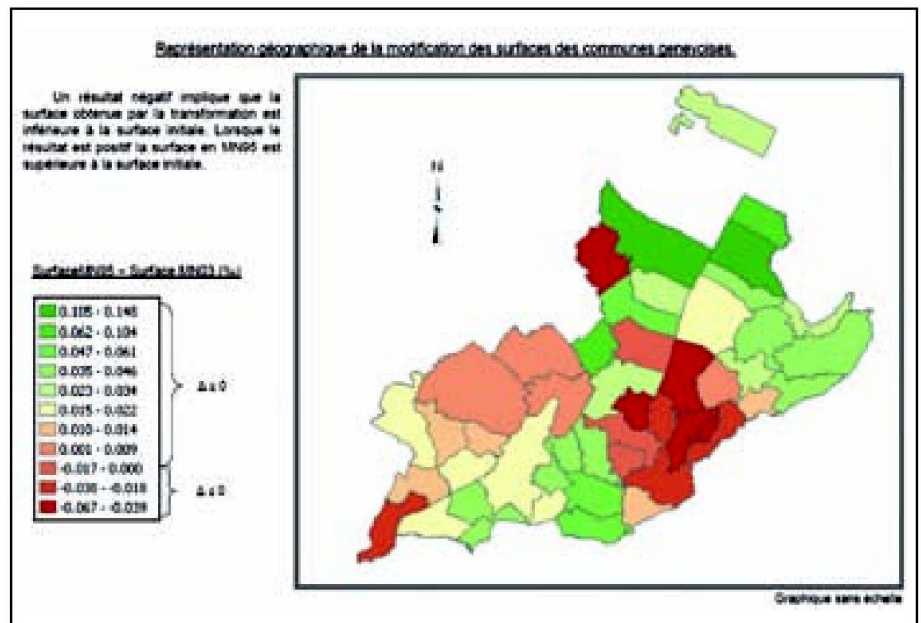 Représentation géographique de la modification des surfaces des communes genevoises.
Un résultat négatif implique que la
surface obtenue par la transformation est
inférieure à la surface initiale. Lorsque le
résultat est positif la surface en MN95 est
supérieure à la surface initiale.
N
Surface MN95 - Surface MN03 (‰)
0.105 - 0.148
0.062 - 0.104
0.047 - 0.061
0.035 - 0.046
0.023 - 0.034
0.015 - 0.022
0.010 - 0.014
0.001 - 0.009
-0.017 - 0.000
-0.038 - -0.018
-0.067 - -0.039
Graphique sans échelle